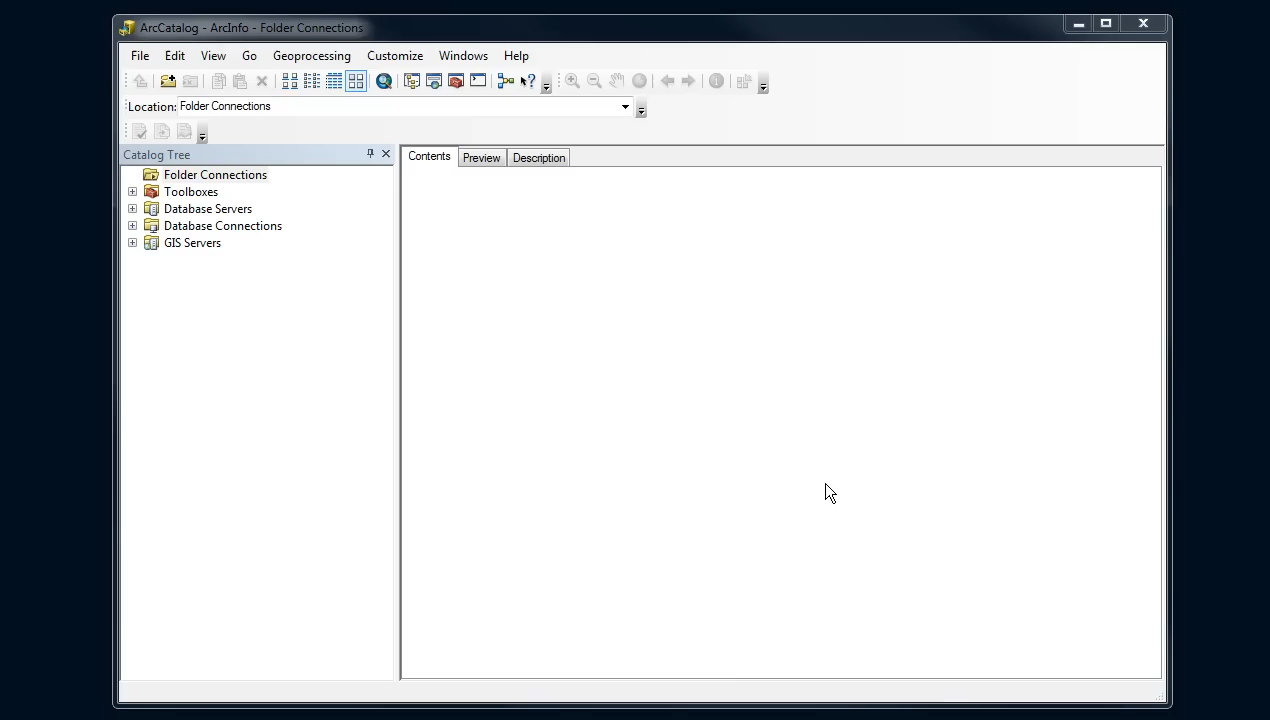 ArcCatalog - ArcInfo - Folder Connections
File Edit View Go Geoprocessing Customize Windows Help
Location: Folder Connections
Catalog Tree
Contents Preview Description
Folder Connections
Toolboxes
Database Servers
Database Connections
GIS Servers